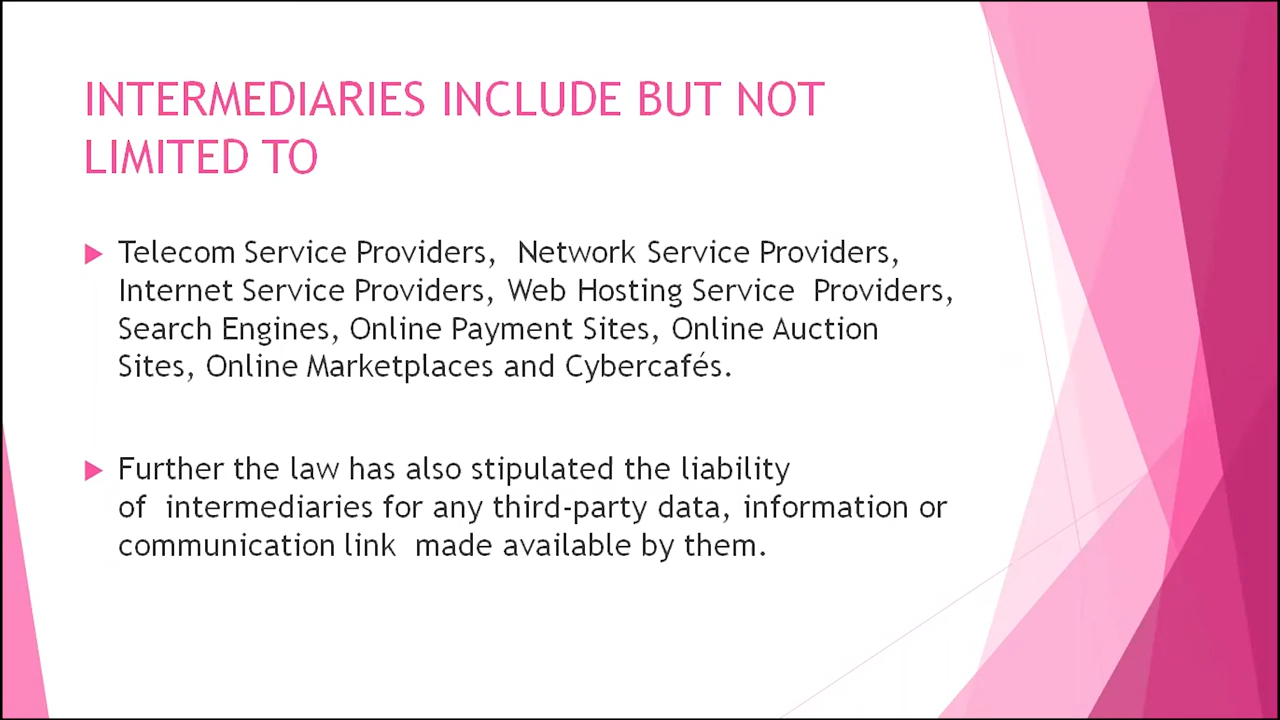 INTERMEDIARIES INCLUDE BUT NOT
LIMITED TO
Telecom Service Providers,  Network Service Providers,
Internet Service Providers, Web Hosting Service  Providers,
Search Engines, Online Payment Sites, Online Auction
Sites, Online Marketplaces and Cybercafés.
Further the law has also stipulated the liability
of  intermediaries for any third-party data, information or
communication link  made available by them.